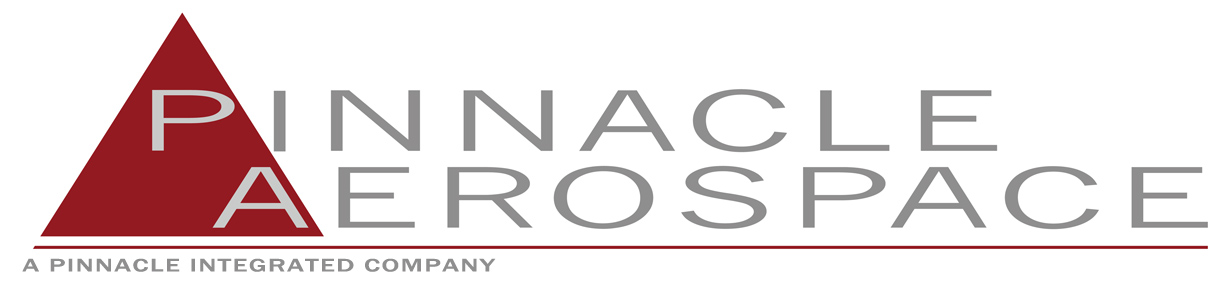 PINNACLE
AEROSPACE
A PINNACLE INTEGRATED COMPANY